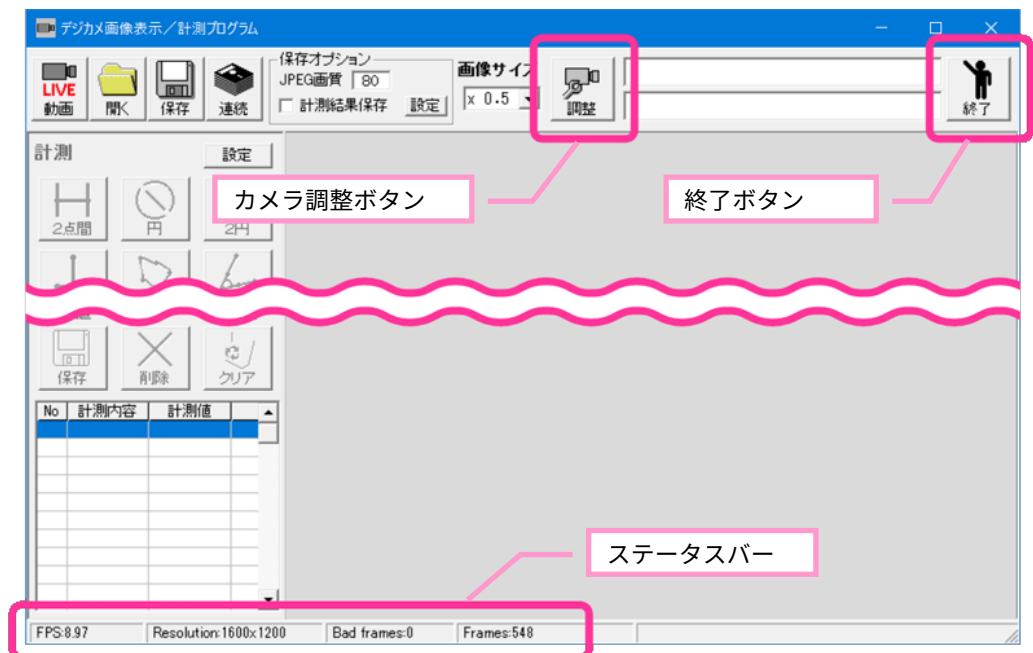 デジカメ画像表示/計測プログラム
LIVE
動画
開く
保存
連続
保存オプション
JPEG画質 80
計測結果保存 設定
画像サイズ
x 0.5
調整
終了
計測
設定
カメラ調整ボタン
終了ボタン
2点間
円
2円
保存
削除
クリア
No 計測内容 計測値
ステータスバー
FPS:8.97 Resolution:1600x1200 Bad frames:0 Frames:548